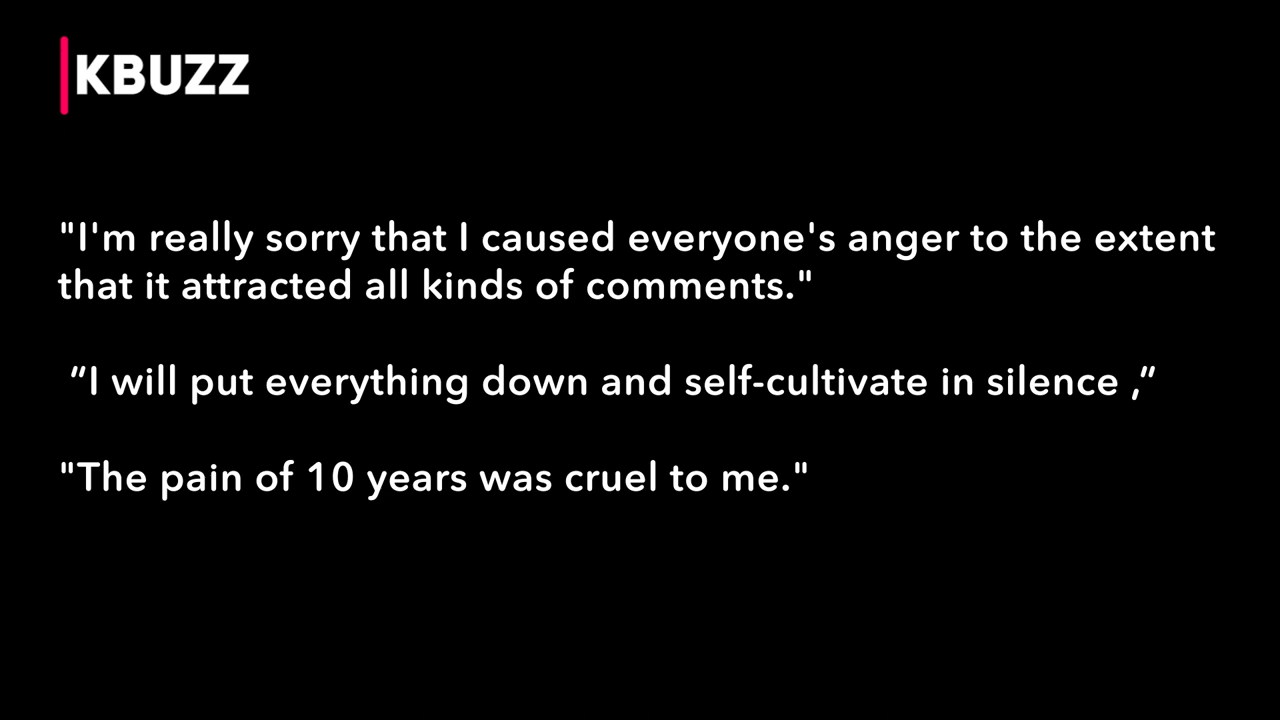 KBUZZ
"I'm really sorry that I caused everyone's anger to the extent
that it attracted all kinds of comments."
“I will put everything down and self-cultivate in silence ,”
"The pain of 10 years was cruel to me."